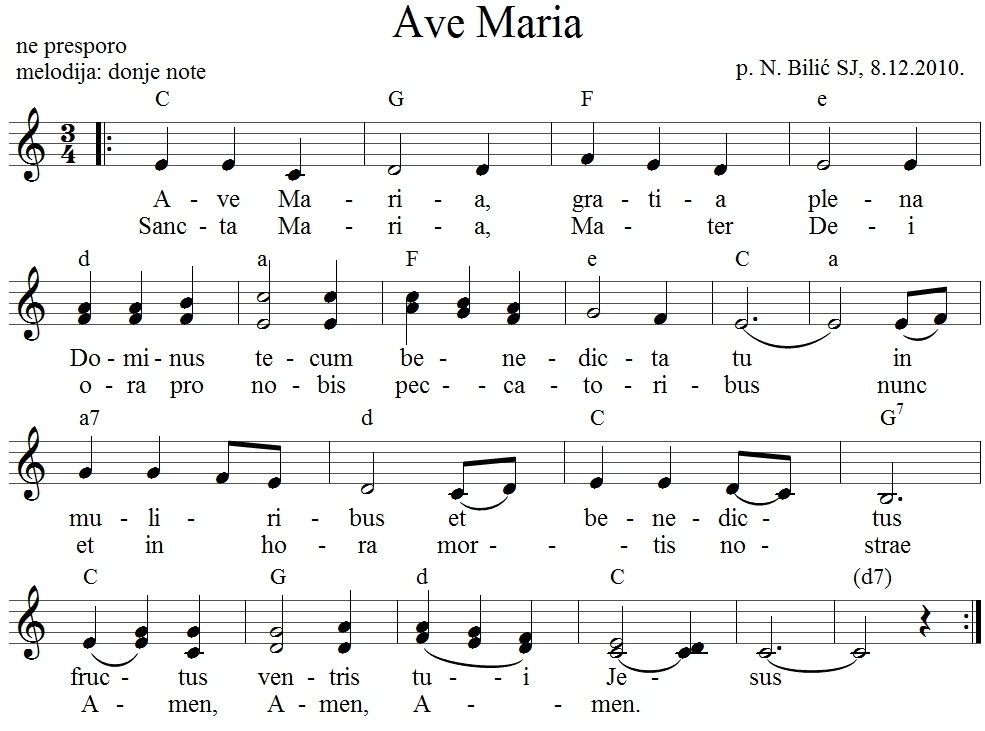 Ave Maria
ne presporo
melodija: donje note
p. N. Bilić SJ, 8.12.2010.
C G F e
3
4
A - ve Ma - ri - a, gra - ti - a ple - na
Sanc - ta Ma - ri - a, Ma - ter De - i
d a F e C a
Do - mi - nus te - cum be - ne - dic - ta tu in
o - ra pro no - bis pec - - ca - to - ri - bus nunc
a7 d C G7
mu - li - ri - bus et be - ne - dic - tus
et in ho - ra mor - - - tis no - strae
C G d C (d7)
fruc - tus ven - tris tu - - i Je - sus
A - men, A - men, A - - men.